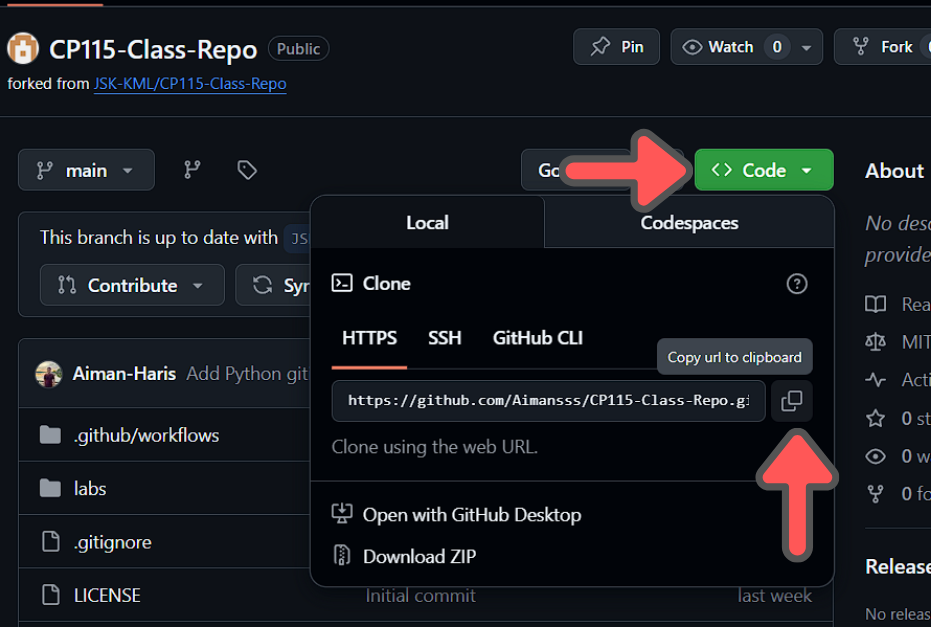 CP115-Class-Repo Public
Pin
Watch 0
Fork
forked from JSK-KML/CP115-Class-Repo
main
Go
Code
About
Local
Codespaces
This branch is up to date with
Contribute
Clone
HTTPS SSH GitHub CLI
Copy url to clipboard
https://github.com/Aimansss/CP115-Class-Repo.gi
Clone using the web URL.
Open with GitHub Desktop
Download ZIP
Aiman-Haris Add Python git
.github/workflows
labs
.gitignore
LICENSE Initial commit last week
No desc
provide
Rea
MIT
Acti
0 st
0 w
0 fo
Release
No releas